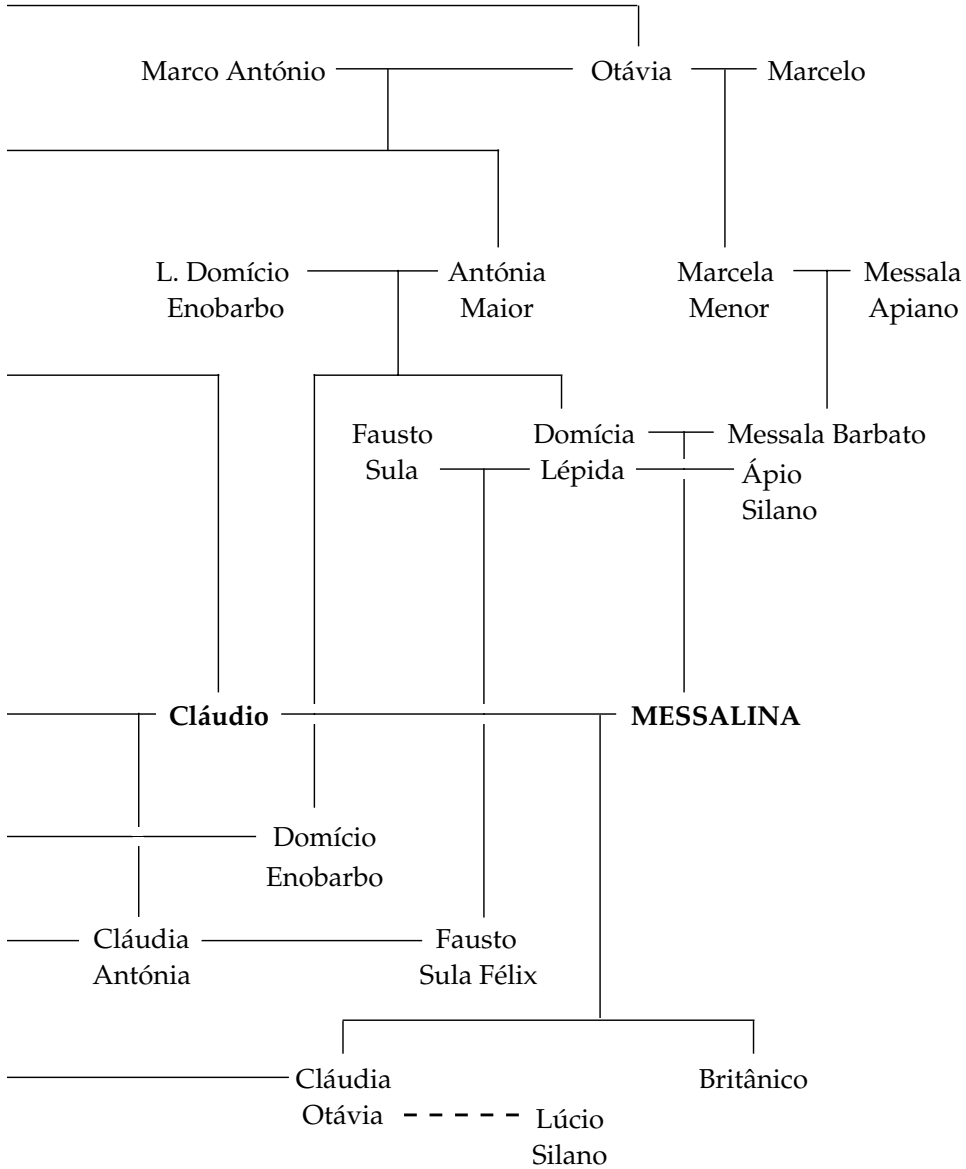 Marco António
Otávia
Marcelo
L. Domício
Enobarbo
Antónia
Maior
Marcela
Menor
Messala
Apiano
Fausto
Sula
Domícia
Lépida
Messala Barbato
Ápio
Silano
Cláudio
MESSALINA
Domício
Enobarbo
Cláudia
Antónia
Fausto
Sula Félix
Cláudia
Otávia
Britânico
Lúcio
Silano